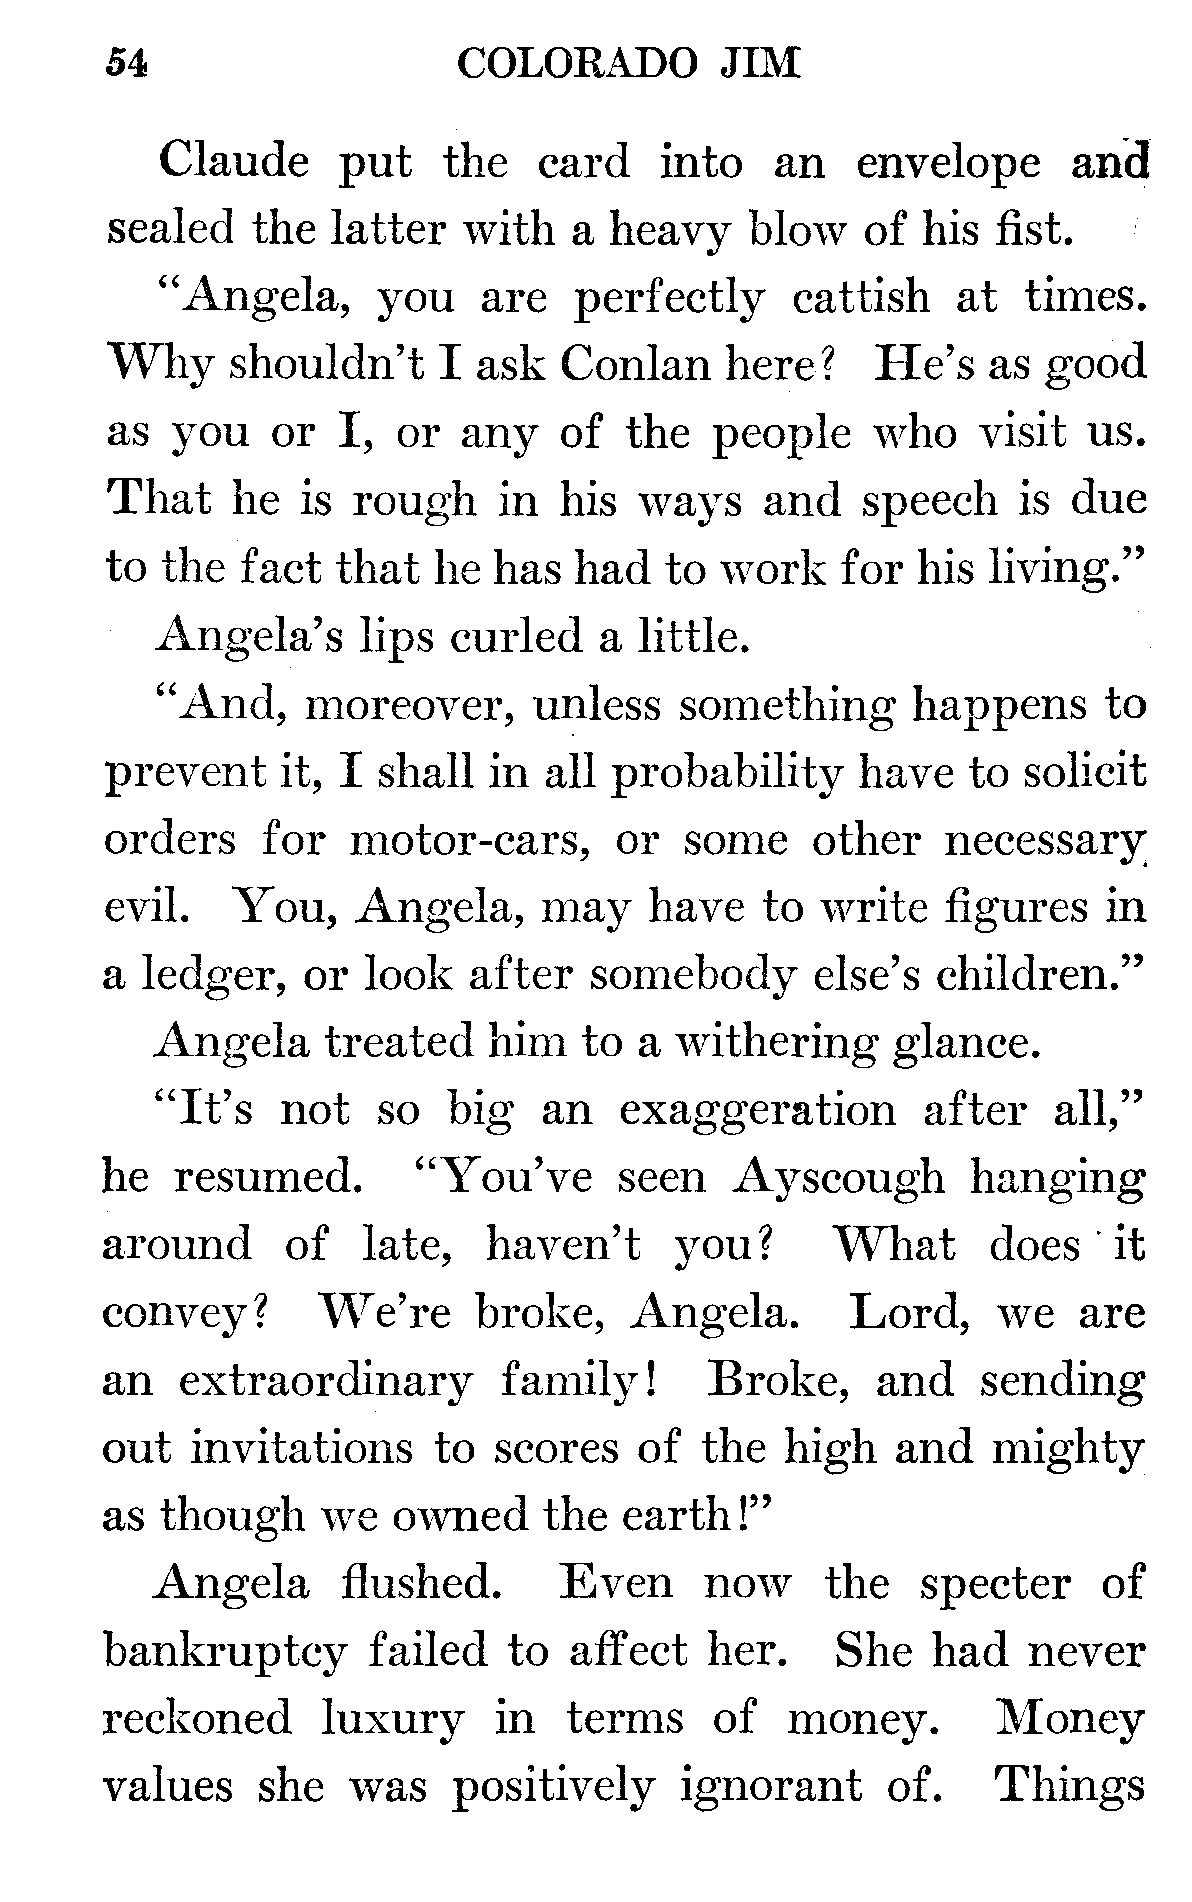 54 COLORADO JIM
Claude put the card into an envelope and
sealed the latter with a heavy blow of his fist.
“Angela, you are perfectly cattish at times.
Why shouldn’t I ask Conlan here? He’s as good
as you or I, or any of the people who visit us.
That he is rough in his ways and speech is due
to the fact that he has had to work for his living.”
Angela’s lips curled a little.
“And, moreover, unless something happens to
prevent it, I shall in all probability have to solicit
orders for motor-cars, or some other necessary
evil. You, Angela, may have to write figures in
a ledger, or look after somebody else’s children.”
Angela treated him to a withering glance.
“It’s not so big an exaggeration after all,”
he resumed. “You’ve seen Ayscough hanging
around of late, haven’t you? What does it
convey? We’re broke, Angela. Lord, we are
an extraordinary family! Broke, and sending
out invitations to scores of the high and mighty
as though we owned the earth!”
Angela flushed. Even now the specter of
bankruptcy failed to affect her. She had never
reckoned luxury in terms of money. Money
values she was positively ignorant of. Things